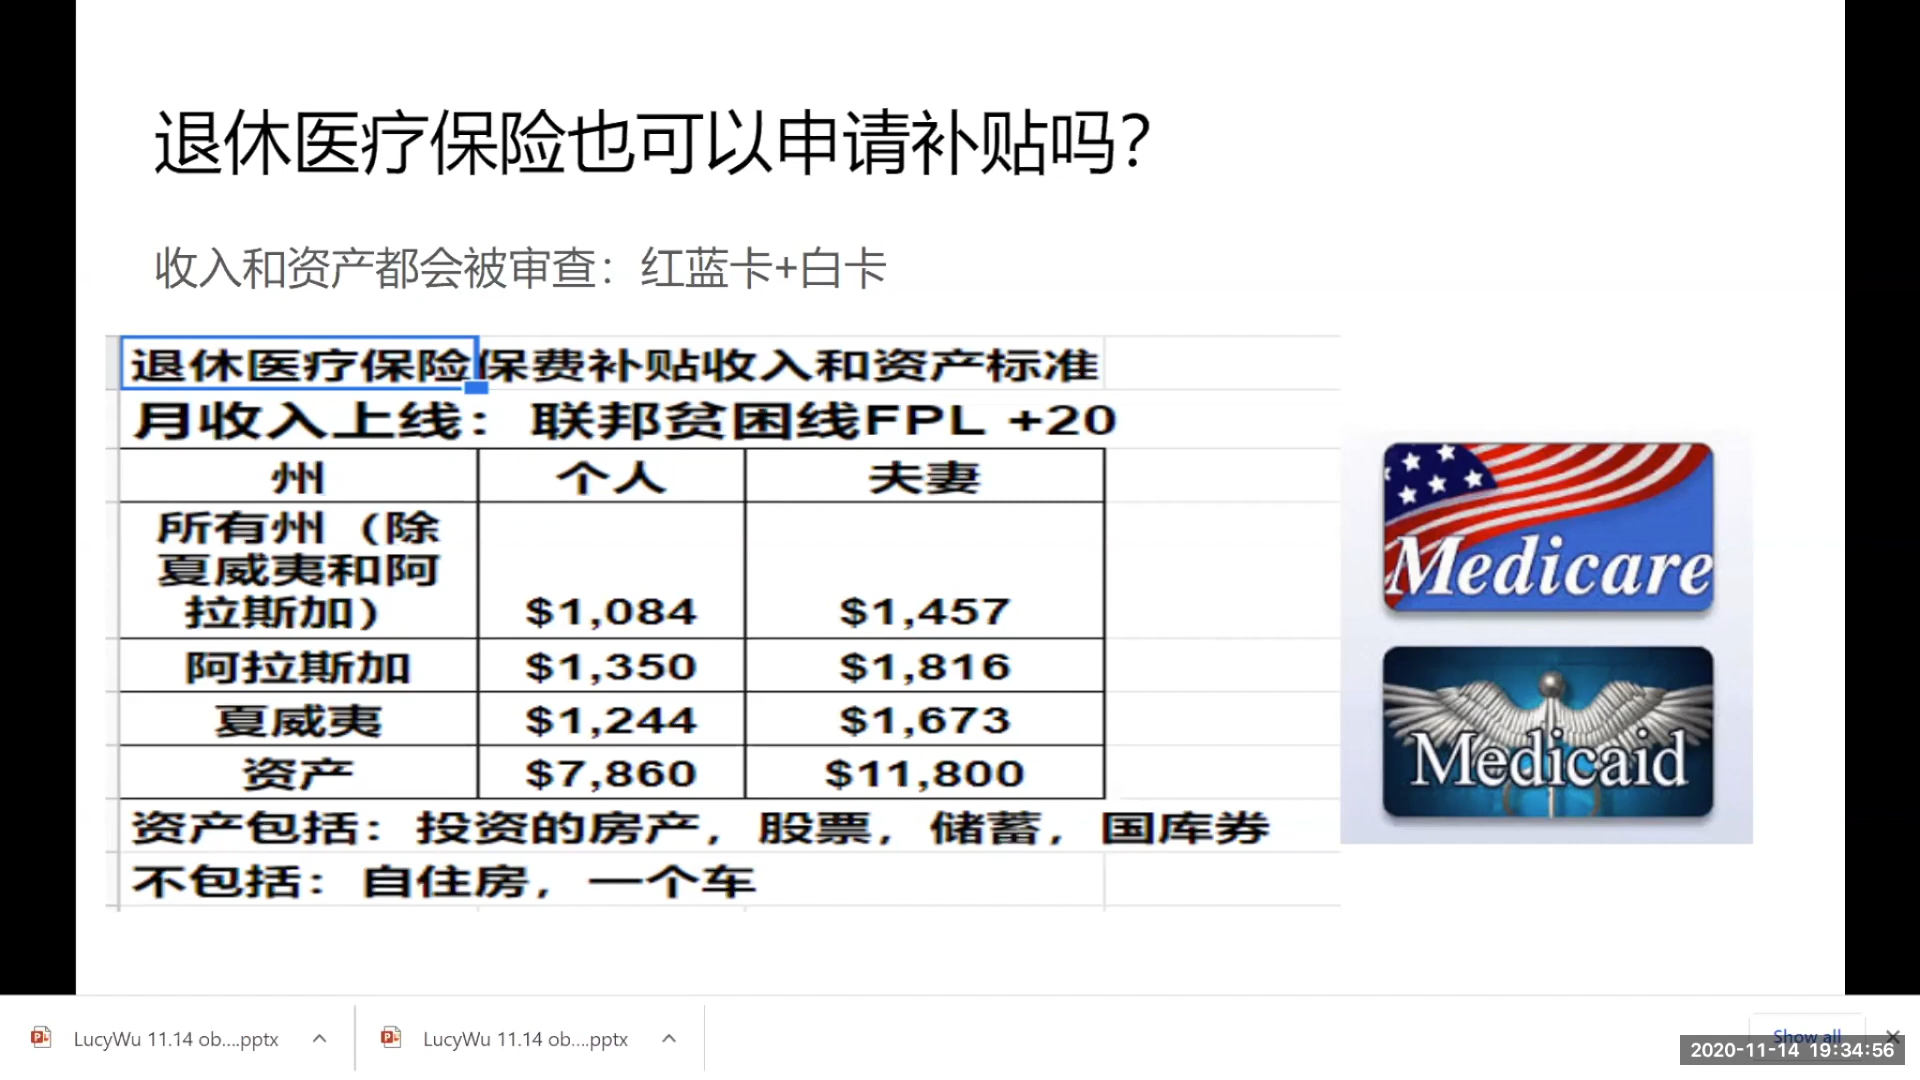 退休医疗保险也可以申请补贴吗?
收入和资产都会被审查：红蓝卡+白卡
退休医疗保险保费补贴收入和资产标准
月收入上线：联邦贫困线FPL +20
州 个人 夫妻
所有州（除
夏威夷和阿
拉斯加） $1,084 $1,457
阿拉斯加 $1,350 $1,816
夏威夷 $1,244 $1,673
资产 $7,860 $11,800
资产包括：投资的房产，股票，储蓄，国库券
不包括：自住房，一个车
Medicare
Medicaid
LucyWu 11.14 ob....pptx
LucyWu 11.14 ob....pptx
Show all
2020-11-14 19:34:56